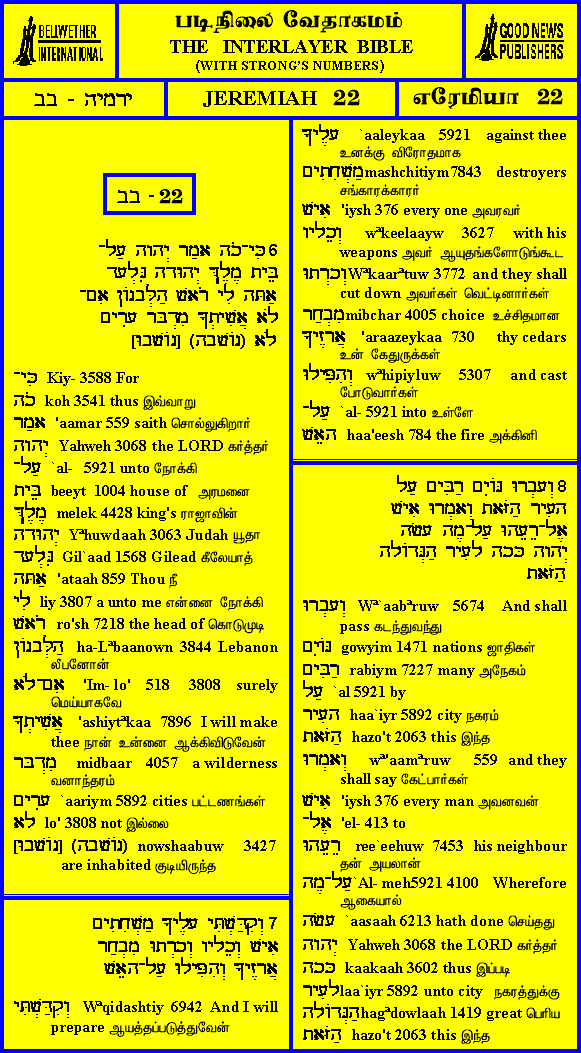 BELLWETHER
INTERNATIONAL
படிநிலை வேதாகமம்
THE INTERLAYER BIBLE
(WITH STRONG'S NUMBERS)
GOOD NEWS
PUBLISHERS
ירמיה - בב
JEREMIAH 22
எரேமியா 22
בב - 22
6 כִּי־כֹה אָמַר יְהוָה עַל־
בֵּית מֶלֶךְ יְהוּדָה גִּלְעָד
אַתָּה לִי רֹאשׁ הַלְּבָנוֹן אִם־
לֹא אֲשִׁיתְךָ מִדְבָּר עָרִים
לֹא (נוֹשָׁבָה) [נוֹשָׁבוּ]
כִּי־ Kiy- 3588 For
כֹה koh 3541 thus இவ்வாறு
אָמַר 'aamar 559 saith சொல்லுகிறார்
יְהוָה Yahweh 3068 the LORD கர்த்தர்
עַל־ `al- 5921 unto நோக்கி
בֵּית beeyt 1004 house of அரமனை
מֶלֶךְ melek 4428 king's ராஜாவின்
יְהוּדָה Yªhuwdaah 3063 Judah யூதா
גִּלְעָד Gil`aad 1568 Gilead கீலேயாத்
אַתָּה 'ataah 859 Thou நீ
לִי liy 3807 a unto me என்னை நோக்கி
רֹאשׁ ro'sh 7218 the head of கொடுமுடி
הַלְּבָנוֹן ha-Lªbaanown 3844 Lebanon
லீபனோன்
אִם־לֹא 'Im- lo' 518 3808 surely
மெய்யாகவே
אֲשִׁיתְךָ 'ashiytªkaa 7896 I will make
thee நான் உன்னை ஆக்கிவிடுவேன்
מִדְבָּר midbaar 4057 a wilderness
வனாந்தரம்
עָרִים `aariym 5892 cities பட்டணங்கள்
לֹא lo' 3808 not இல்லை
[נוֹשָׁבוּ] (נוֹשָׁבה) nowshaabuw 3427
are inhabited குடியிருந்த
7 וְקִדַּשְׁתִּי עָלֶיךָ מַשְׁחִתִים
אִישׁ וְכֵלָיו וְכָרְתוּ מִבְחַר
אֲרָזֶיךָ וְהִפִּילוּ עַל־הָאֵשׁ
וְקִדַּשְׁתִּי Wªqidashtiy 6942 And I will
prepare ஆயத்தப்படுத்துவேன்
עָלֶיךָ `aaleykaa 5921 against thee
உனக்கு விரோதமாக
מַשְׁחִתִים mashchitiym 7843 destroyers
சங்காரக்காரர்
אִישׁ 'iysh 376 every one அவரவர்
וְכֵלָיו wªkeelaayw 3627 with his
weapons அவர் ஆயுதங்களோடுங்கூட
וְכָרְתוּ Wªkaarªtuw 3772 and they shall
cut down அவர்கள் வெட்டினார்கள்
מִבְחַר mibchar 4005 choice உச்சிதமான
אֲרָזֶיךָ 'araazeykaa 730 thy cedars
உன் கேதுருக்கள்
וְהִפִּילוּ wªhipiyluw 5307 and cast
போடுவார்கள்
עַל־ `al- 5921 into உள்ளே
הָאֵשׁ haa'eesh 784 the fire அக்கினி
8 וְעָבְרוּ גּוֹיִם רַבִּים עַל
הָעִיר הַזֹּאת וְאָמְרוּ אִישׁ
אֶל־רֵעֵהוּ עַל־מֶה עָשָׂה
יְהוָה כָּכָה לָעִיר הַגְּדוֹלָה
הַזֹּאת
וְעָבְרוּ Wª`aabªruw 5674 And shall
pass கடந்துவந்து
גּוֹיִם gowyim 1471 nations ஜாதிகள்
רַבִּים rabiym 7227 many அநேகம்
עַל `al 5921 by
הָעִיר haa`iyr 5892 city நகரம்
הַזֹּאת hazo't 2063 this இந்த
וְאָמְרוּ wª'aamªruw 559 and they
shall say கேட்பார்கள்
אִישׁ 'iysh 376 every man அவனவன்
אֶל־ 'el- 413 to
רֵעֵהוּ ree`eehuw 7453 his neighbour
தன் அயலான்
עַל־מֶה `Al- meh5921 4100 Wherefore
ஆகையால்
עָשָׂה `aasaah 6213 hath done செய்தது
יְהוָה Yahweh 3068 the LORD கர்த்தர்
כָּכָה kaakaah 3602 thus இப்படி
לָעִיר laa`iyr 5892 unto city நகரத்துக்கு
הַגְּדוֹלָה hagªdowlaah 1419 great பெரிய
הַזֹּאת hazo't 2063 this இந்த